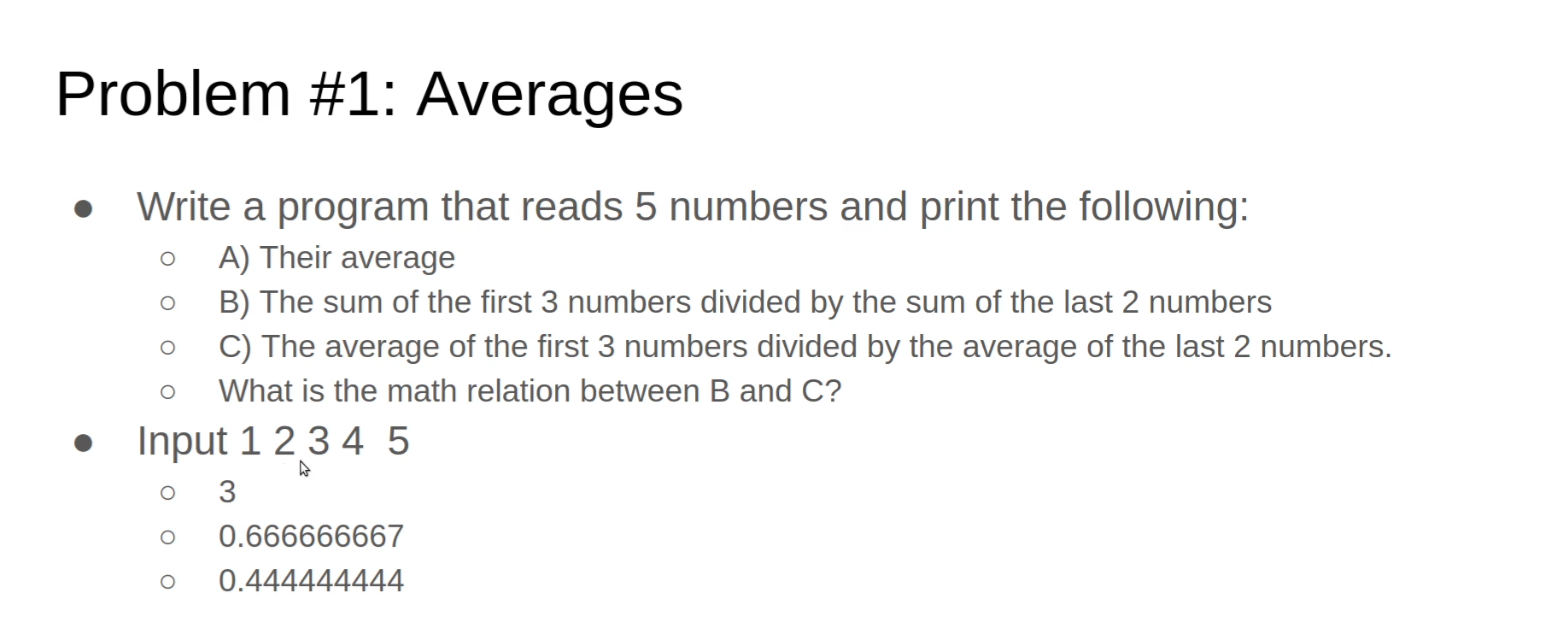 Problem #1: Averages
● Write a program that reads 5 numbers and print the following:
○ A) Their average
○ B) The sum of the first 3 numbers divided by the sum of the last 2 numbers
○ C) The average of the first 3 numbers divided by the average of the last 2 numbers.
○ What is the math relation between B and C?
● Input 1 2 3 4  5
○ 3
○ 0.666666667
○ 0.444444444